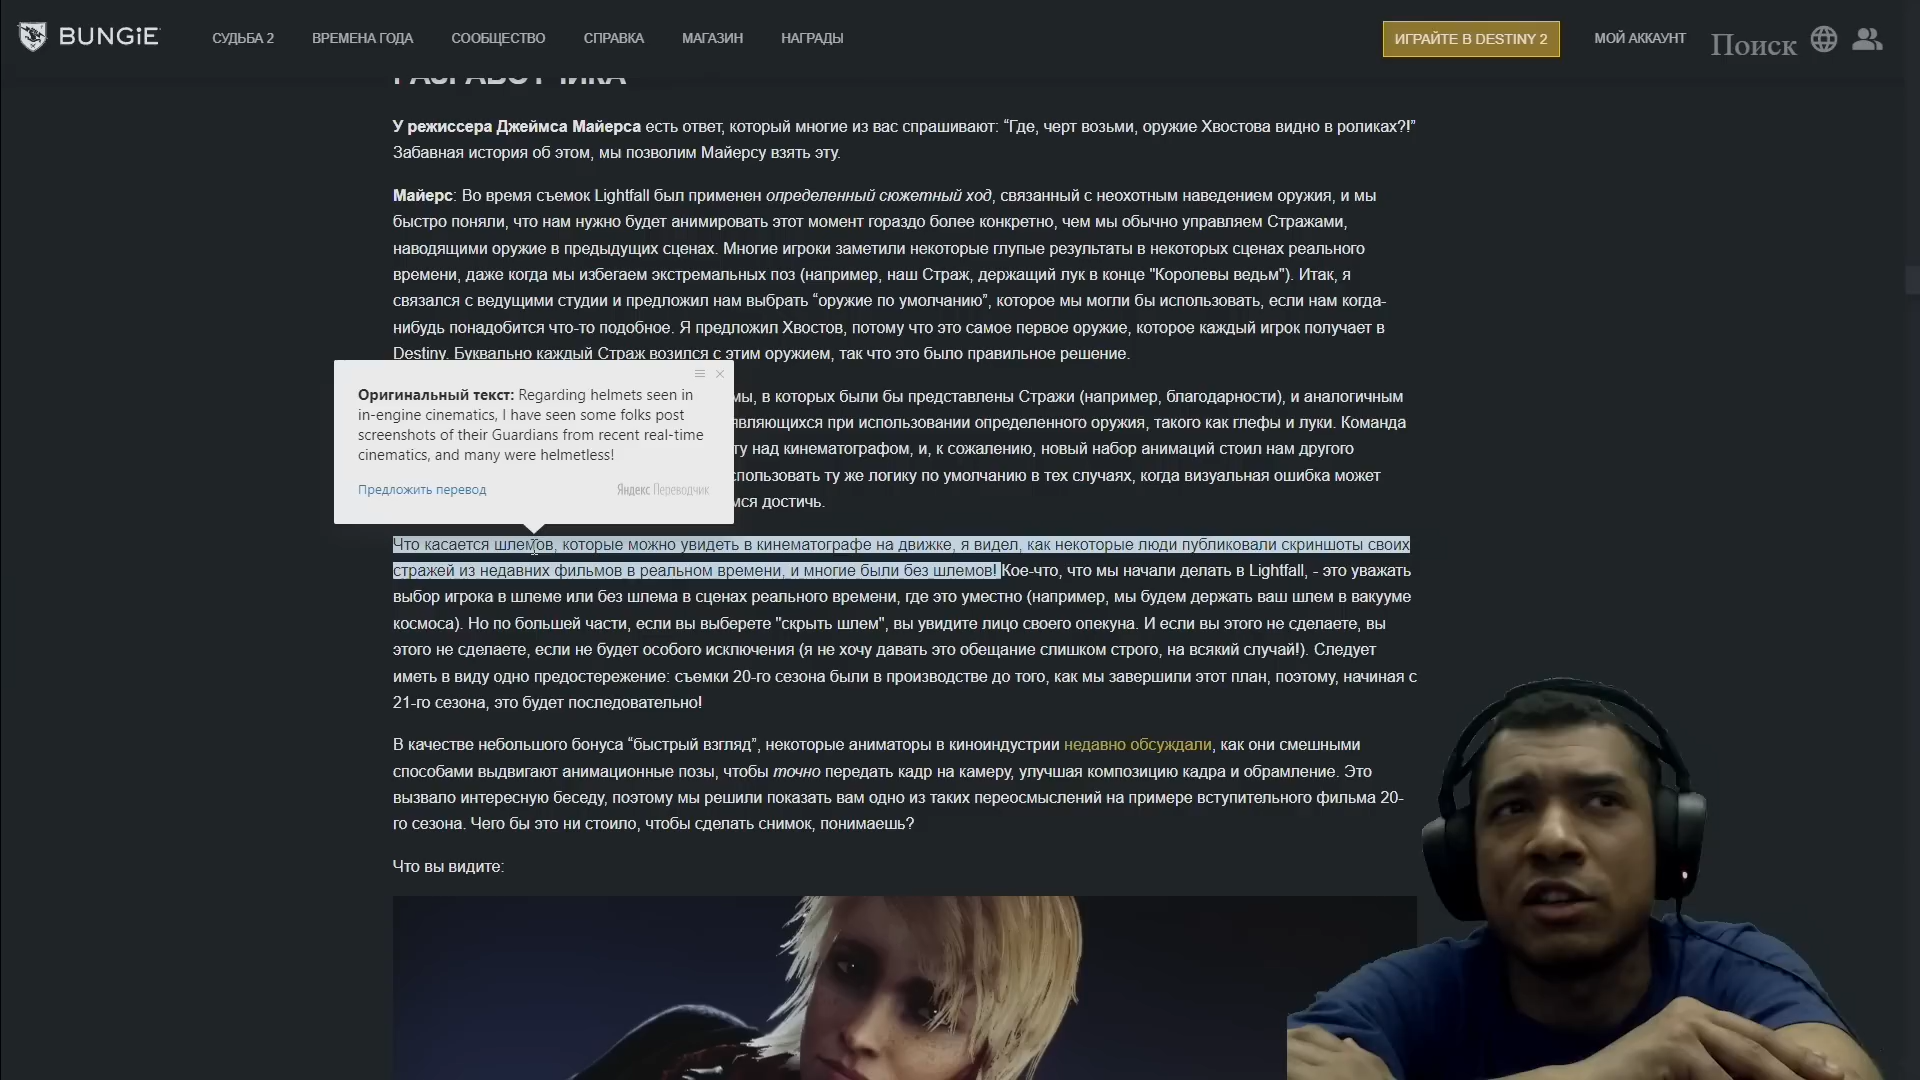 BUNGiE
СУДЬБА 2
ВРЕМЕНА ГОДА
СООБЩЕСТВО
СПРАВКА
МАГАЗИН
НАГРАДЫ
ИГРАЙТЕ В DESTINY 2
МОЙ АККАУНТ
Поиск
РАЗРАБОТЧИКА
У режиссера Джеймса Майерса есть ответ, который многие из вас спрашивают: “Где, черт возьми, оружие Хвостова видно в роликах?!”
Забавная история об этом, мы позволим Майерсу взять эту.
Майерс: Во время съемок Lightfall был применен определенный сюжетный ход, связанный с неохотным наведением оружия, и мы
быстро поняли, что нам нужно будет анимировать этот момент гораздо более конкретно, чем мы обычно управляем Стражами,
наводящими оружие в предыдущих сценах. Многие игроки заметили некоторые глупые результаты в некоторых сценах реального
времени, даже когда мы избегаем экстремальных поз (например, наш Страж, держащий лук в конце "Королевы ведьм"). Итак, я
связался с ведущими студии и предложил нам выбрать “оружие по умолчанию”, которое мы могли бы использовать, если нам когда-
нибудь понадобится что-то подобное. Я предложил Хвостов, потому что это самое первое оружие, которое каждый игрок получает в
Destiny. Буквально каждый Страж возился с этим оружием, так что это было правильное решение.
Оригинальный текст: Regarding helmets seen in
in-engine cinematics, I have seen some folks post
screenshots of their Guardians from recent real-time
cinematics, and many were helmetless!
Предложить перевод
Яндекс Переводчик
мы, в которых были бы представлены Стражи (например, благодарности), и аналогичным
являющихся при использовании определенного оружия, такого как глефы и луки. Команда
ту над кинематографом, и, к сожалению, новый набор анимаций стоил нам другого
спользовать ту же логику по умолчанию в тех случаях, когда визуальная ошибка может
мся достичь.
Что касается шлемов, которые можно увидеть в кинематографе на движке, я видел, как некоторые люди публиковали скриншоты своих
стражей из недавних фильмов в реальном времени, и многие были без шлемов! Кое-что, что мы начали делать в Lightfall, - это уважать
выбор игрока в шлеме или без шлема в сценах реального времени, где это уместно (например, мы будем держать ваш шлем в вакууме
космоса). Но по большей части, если вы выберете "скрыть шлем", вы увидите лицо своего опекуна. И если вы этого не сделаете, вы
этого не сделаете, если не будет особого исключения (я не хочу давать это обещание слишком строго, на всякий случай!). Следует
иметь в виду одно предостережение: съемки 20-го сезона были в производстве до того, как мы завершили этот план, поэтому, начиная с
21-го сезона, это будет последовательно!
В качестве небольшого бонуса “быстрый взгляд”, некоторые аниматоры в киноиндустрии недавно обсуждали, как они смешными
способами выдвигают анимационные позы, чтобы точно передать кадр на камеру, улучшая композицию кадра и обрамление. Это
вызвало интересную беседу, поэтому мы решили показать вам одно из таких переосмыслений на примере вступительного фильма 20-
го сезона. Чего бы это ни стоило, чтобы сделать снимок, понимаешь?
Что вы видите: